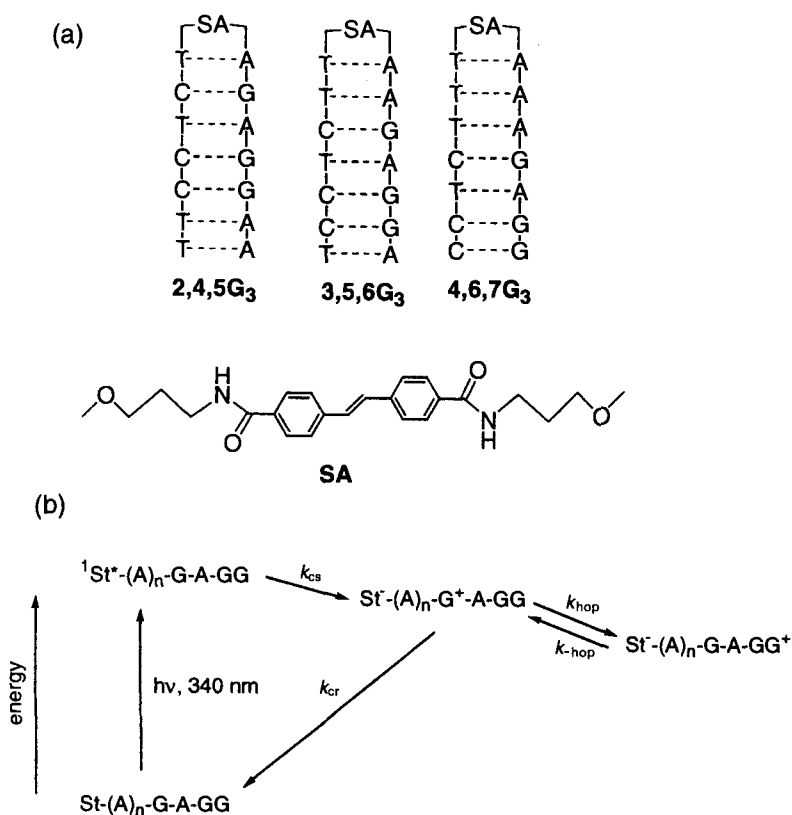 (a)
SA SA SA
T A T A T A
C G T A T A
T A C G T A
C G T A C G
C G C G T A
T A C G C G
T A T A C G
2,4,5G₃ 3,5,6G₃ 4,6,7G₃
O H N O O N H O
SA
(b)
energy
¹St*-(A)n-G-A-GG
kcs
St⁻-(A)n-G⁺-A-GG
khop
k-hop
St⁻-(A)n-G-A-GG⁺
hν, 340 nm
kcr
St-(A)n-G-A-GG